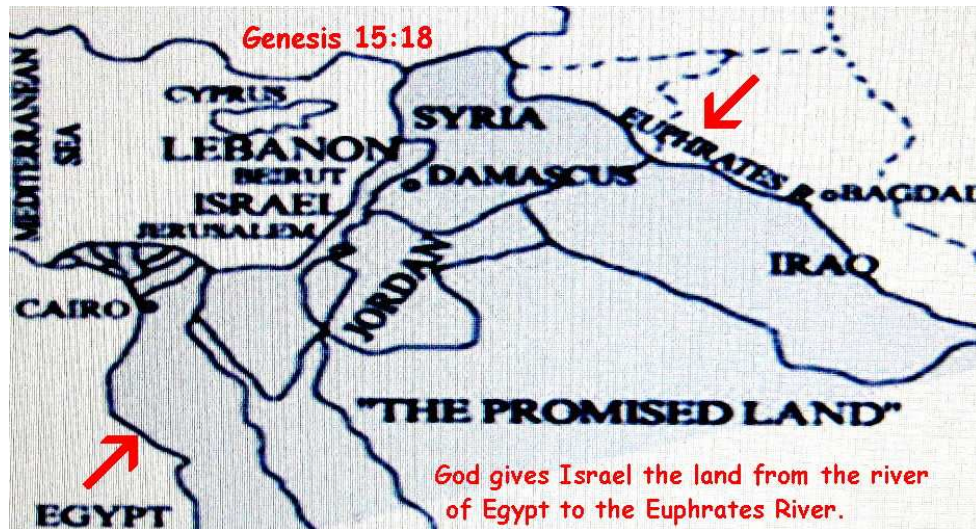 Genesis 15:18
MEDITERRANEAN
SEA
CYPRUS
LEBANON
BEIRUT
ISRAEL
JERUSALEM
SYRIA
DAMASCUS
EUPHRATES R
BAGDAD
IRAQ
JORDAN
CAIRO
"THE PROMISED LAND"
God gives Israel the land from the river
of Egypt to the Euphrates River.
EGYPT